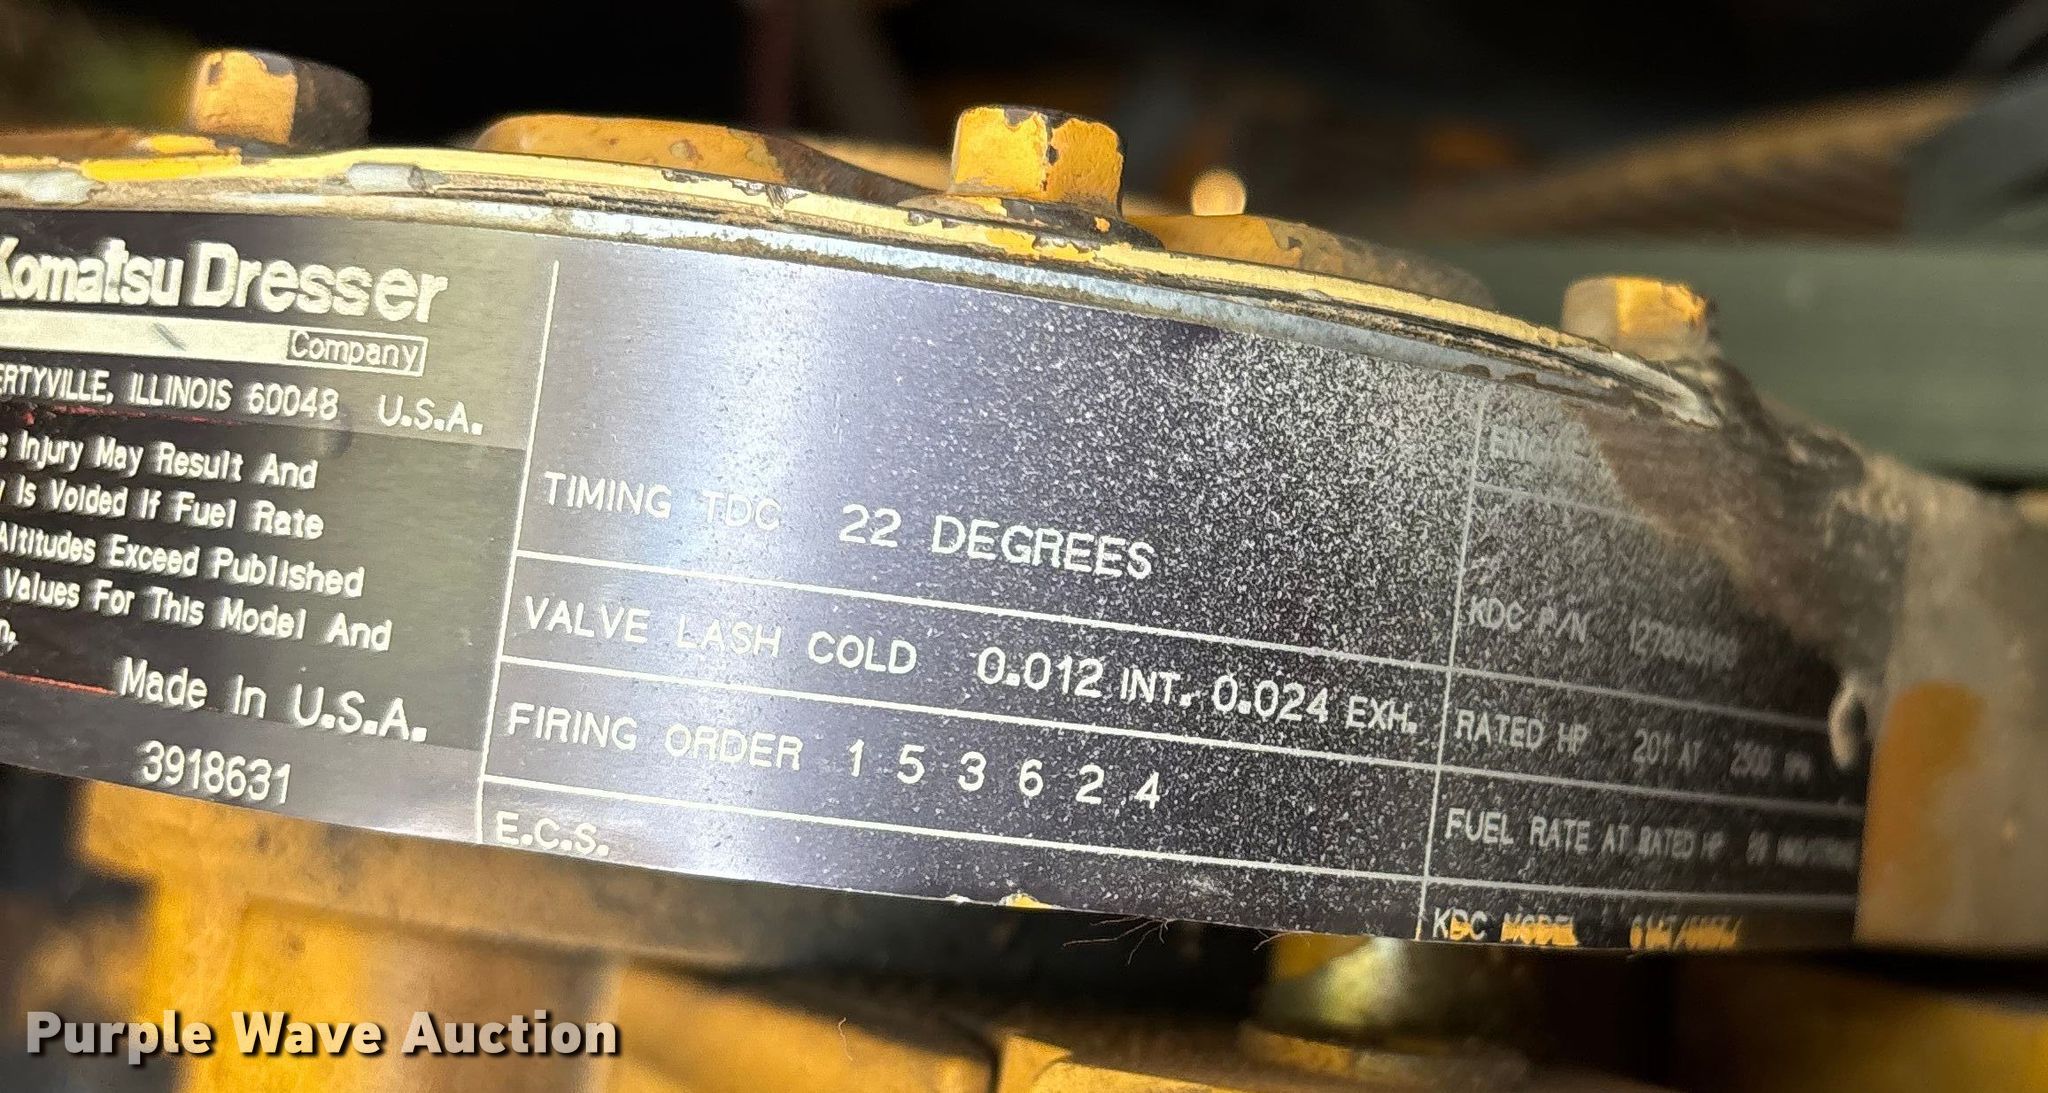 Komatsu Dresser
Company
ERTYVILLE, ILLINOIS 60048 U.S.A.
: Injury May Result And
y Is Voided If Fuel Rate
Altitudes Exceed Published
Values For This Model And
n.
Made In U.S.A.
3918631
TIMING TDC 22 DEGREES
VALVE LASH COLD 0.012 INT. 0.024 EXH.
FIRING ORDER 1 5 3 6 2 4
E.C.S.
KDC P/N
RATED HP 201 AT 2500
FUEL RATE AT RATED HP
KDC MODEL
Purple Wave Auction